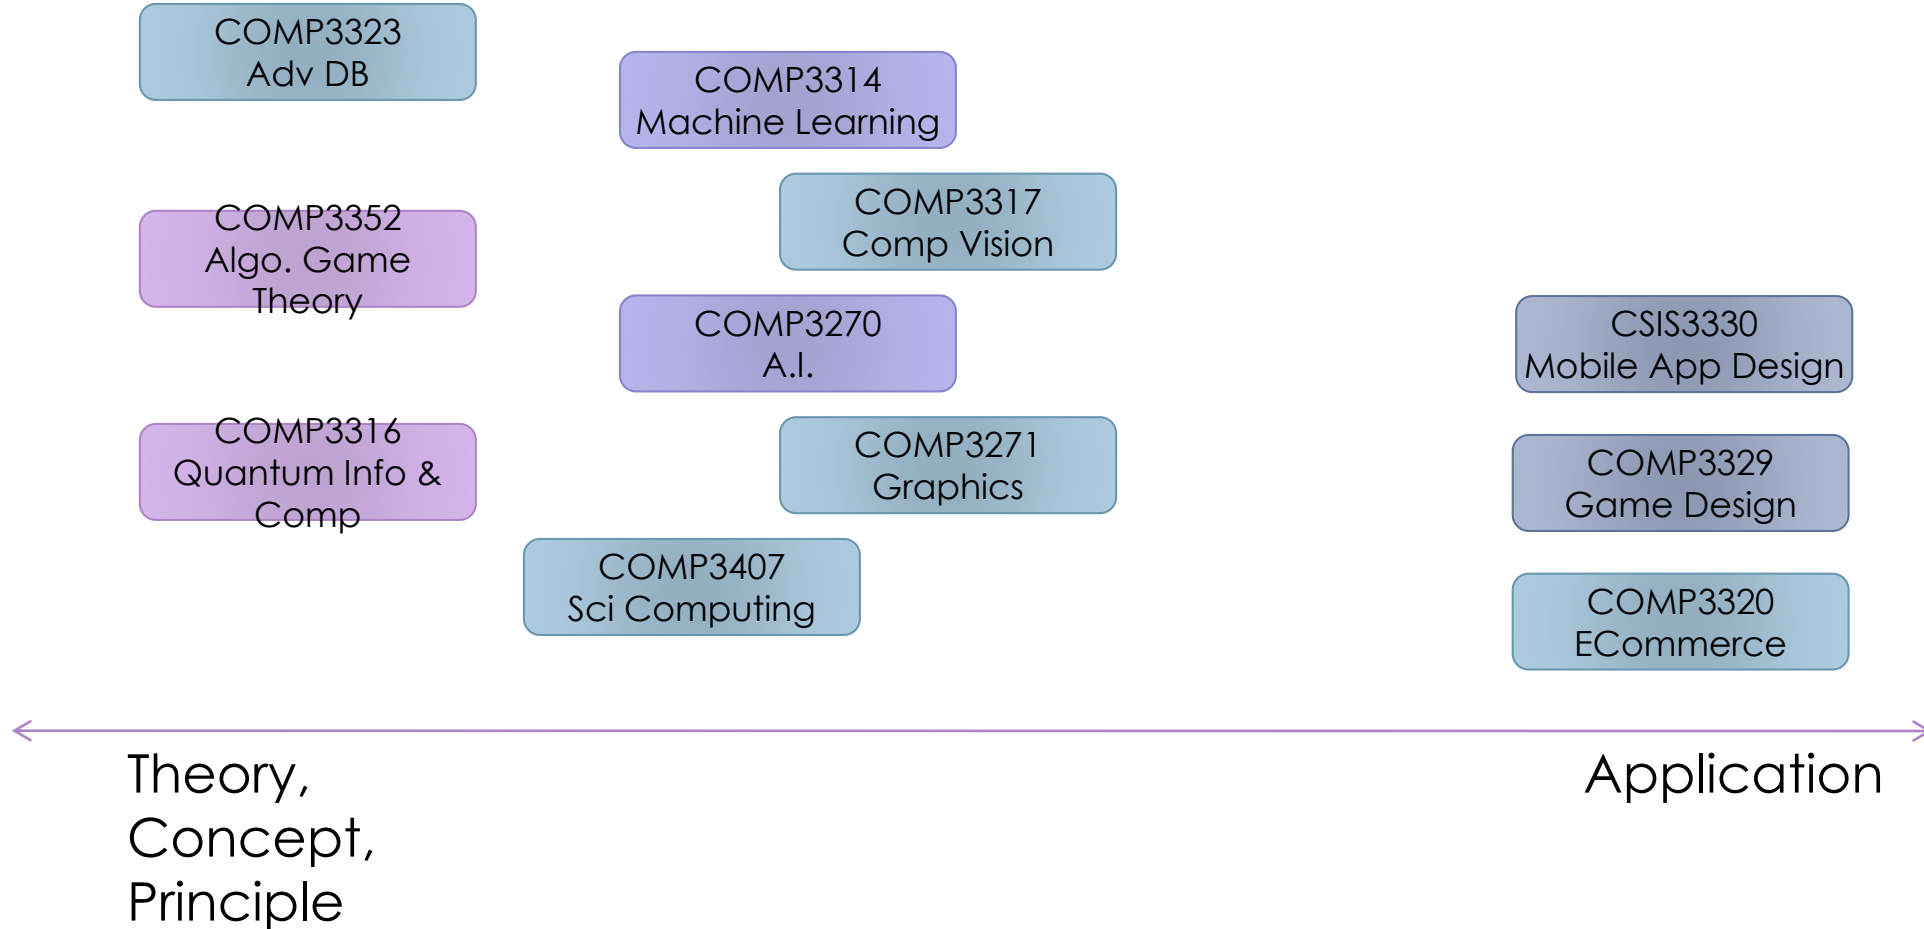 COMP3323
Adv DB
COMP3314
Machine Learning
COMP3317
Comp Vision
COMP3352
Algo. Game
Theory
COMP3270
A.I.
CSIS3330
Mobile App Design
COMP3316
Quantum Info &
Comp
COMP3271
Graphics
COMP3329
Game Design
COMP3407
Sci Computing
COMP3320
ECommerce
Theory,
Concept,
Principle
Application